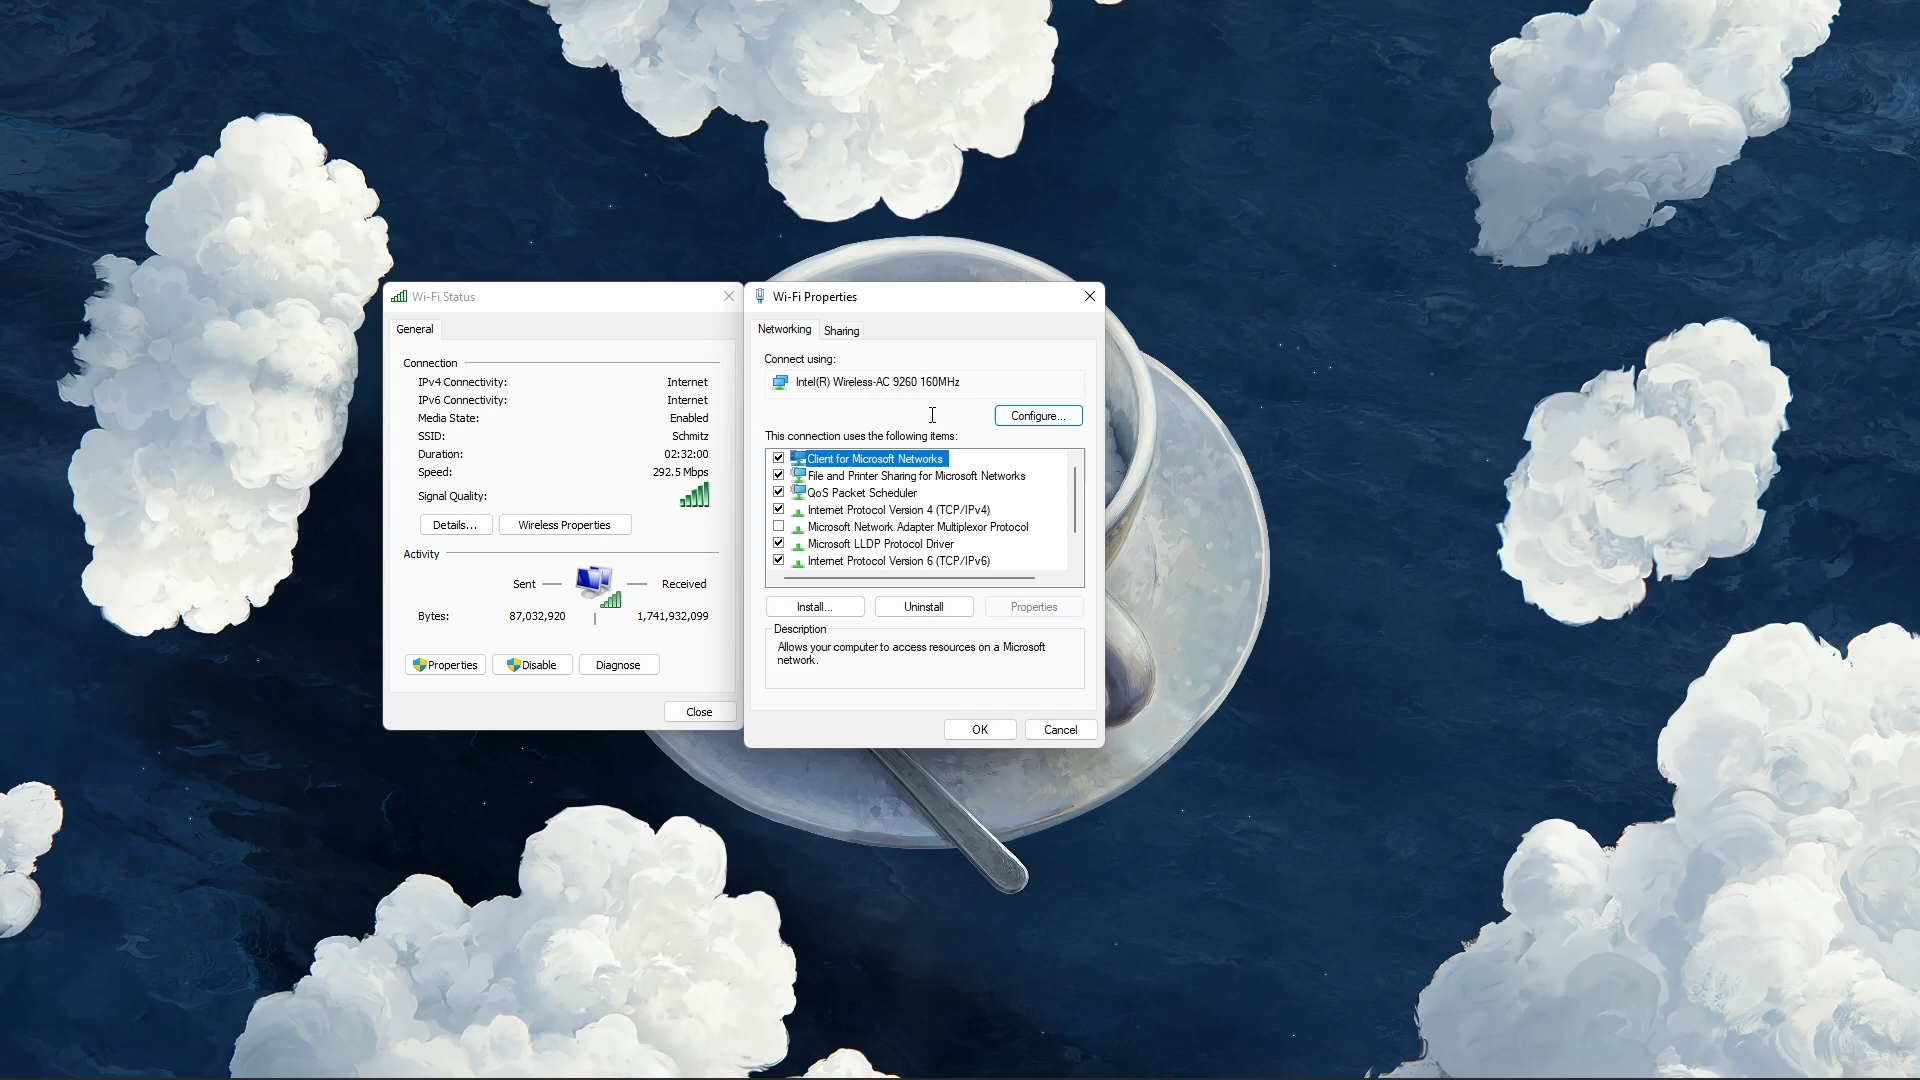 Wi-Fi Status
General
Connection
IPv4 Connectivity: Internet
IPv6 Connectivity: Internet
Media State: Enabled
SSID: Schmitz
Duration: 02:32:00
Speed: 292.5 Mbps
Signal Quality:
Details...
Wireless Properties
Activity
Sent
Received
Bytes: 87,032,920 1,741,932,099
Properties
Disable
Diagnose
Close
Wi-Fi Properties
Networking
Sharing
Connect using:
Intel(R) Wireless-AC 9260 160MHz
Configure...
This connection uses the following items:
Client for Microsoft Networks
File and Printer Sharing for Microsoft Networks
QoS Packet Scheduler
Internet Protocol Version 4 (TCP/IPv4)
Microsoft Network Adapter Multiplexor Protocol
Microsoft LLDP Protocol Driver
Internet Protocol Version 6 (TCP/IPv6)
Install...
Uninstall
Properties
Description
Allows your computer to access resources on a Microsoft
network.
OK
Cancel